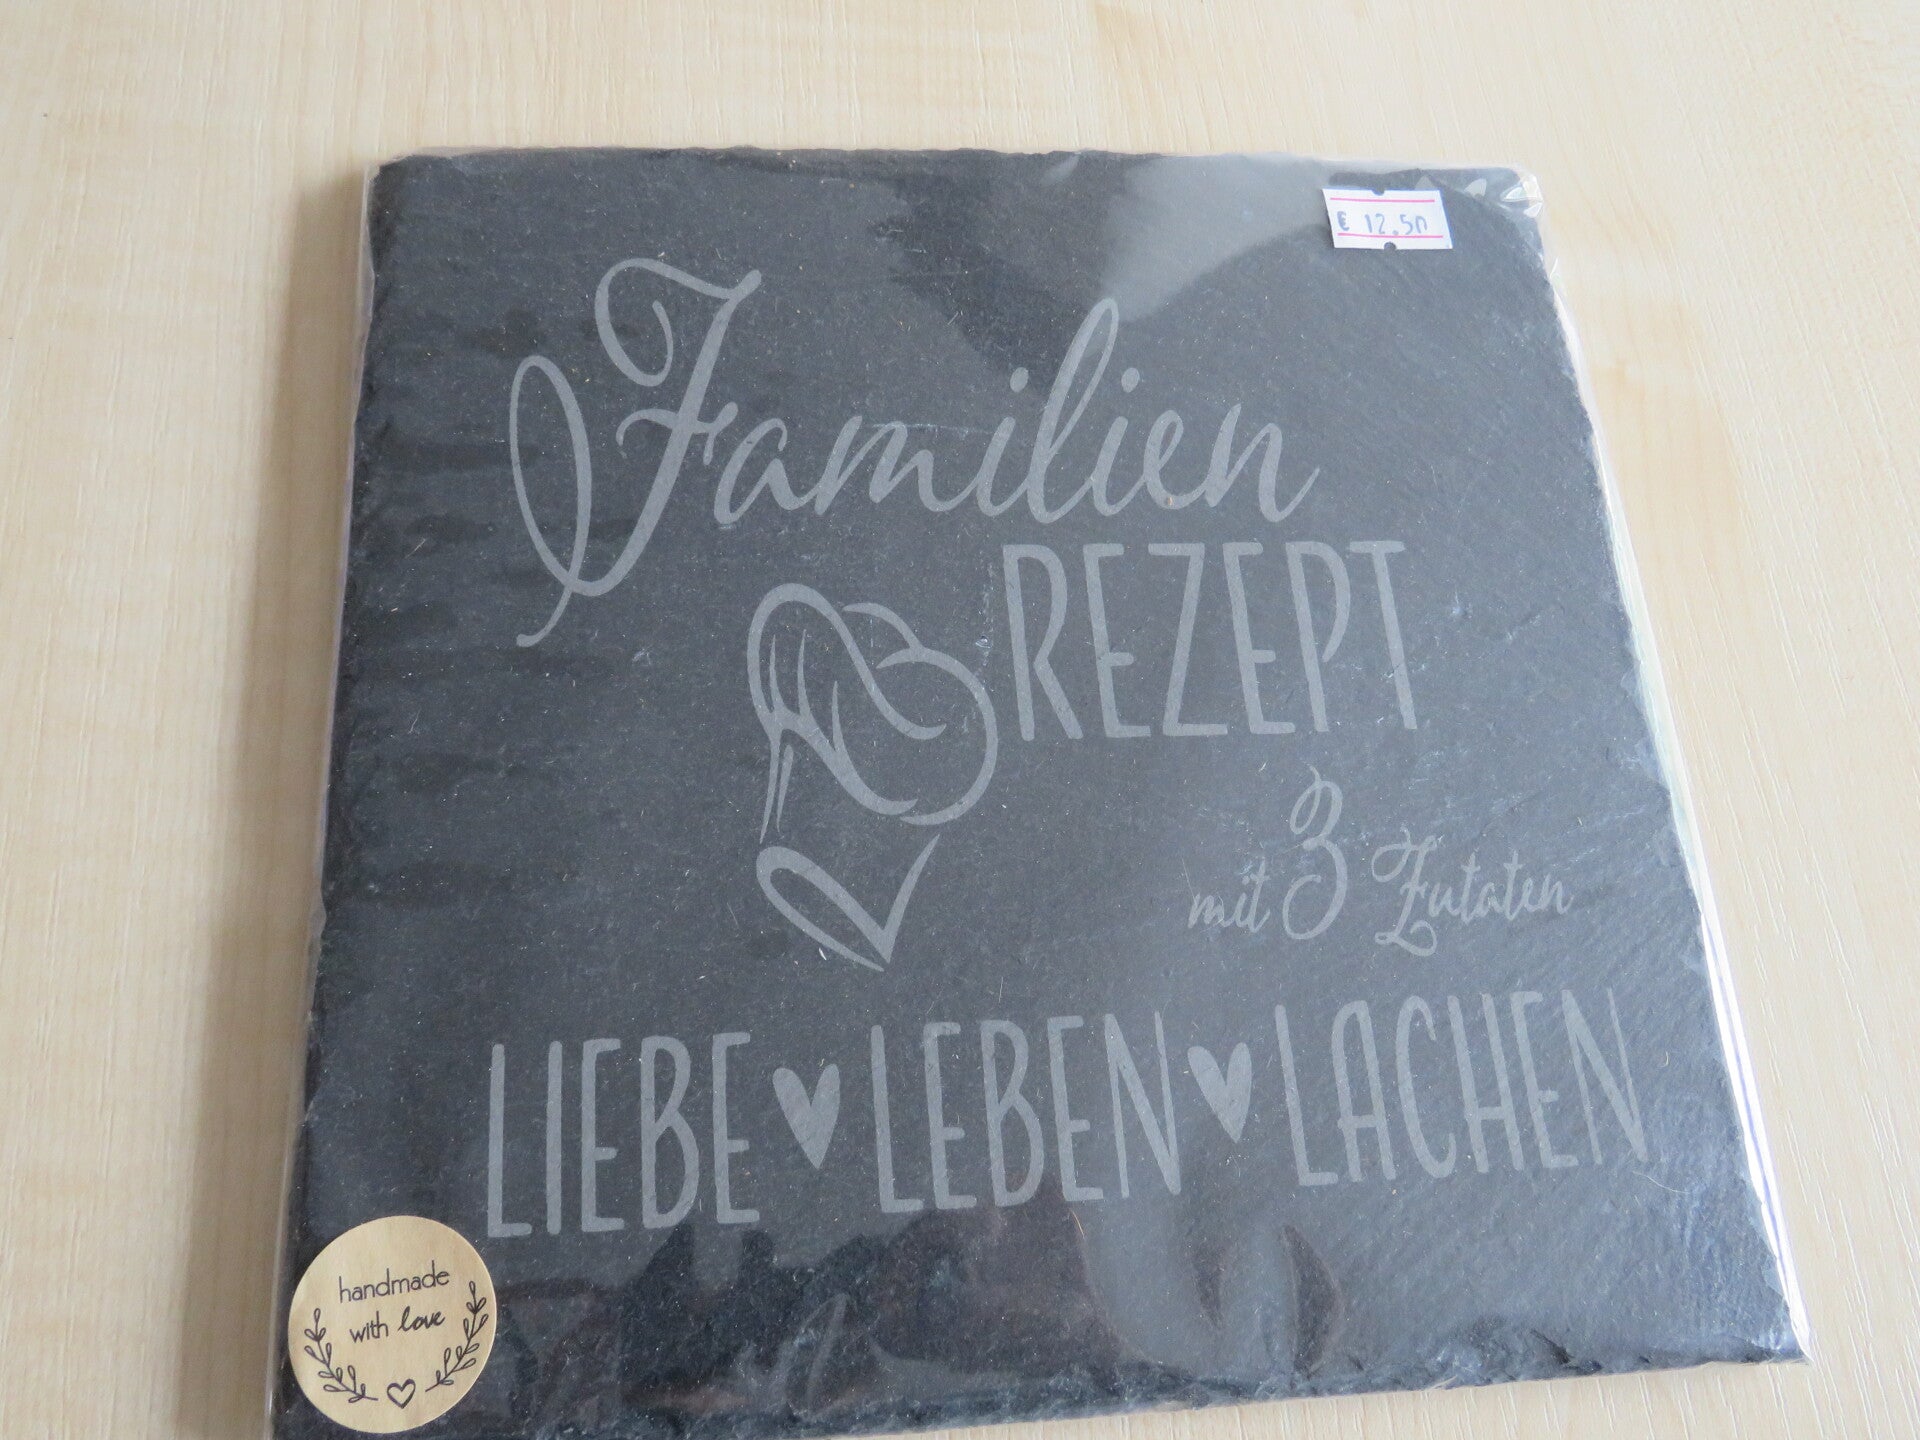 € 12.50
Familien
REZEPT
mit 3 Zutaten
LIEBE ♥ LEBEN ♥ LACHEN
handmade
with love